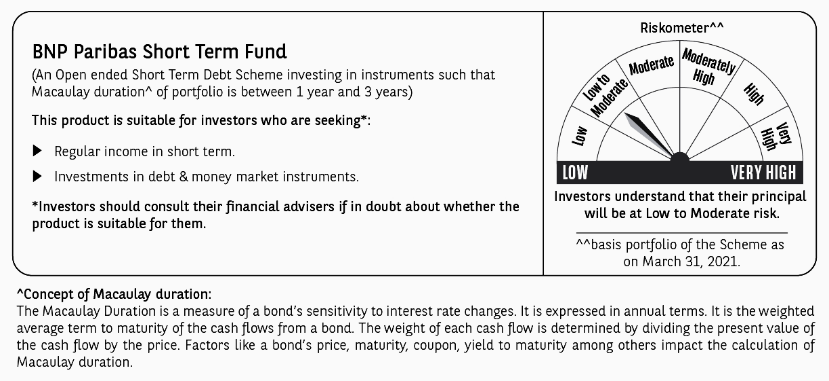 BNP Paribas Short Term Fund
(An Open ended Short Term Debt Scheme investing in instruments such that
Macaulay duration^ of portfolio is between 1 year and 3 years)
This product is suitable for investors who are seeking*:
Regular income in short term.
Investments in debt & money market instruments.
*Investors should consult their financial advisers if in doubt about whether the
product is suitable for them.
Riskometer^^
Low
Low to
Moderate
Moderate
Moderately
High
High
Very
High
LOW
VERY HIGH
Investors understand that their principal
will be at Low to Moderate risk.
^^basis portfolio of the Scheme as
on March 31, 2021.
^Concept of Macaulay duration:
The Macaulay Duration is a measure of a bond's sensitivity to interest rate changes. It is expressed in annual terms. It is the weighted
average term to maturity of the cash flows from a bond. The weight of each cash flow is determined by dividing the present value of
the cash flow by the price. Factors like a bond's price, maturity, coupon, yield to maturity among others impact the calculation of
Macaulay duration.